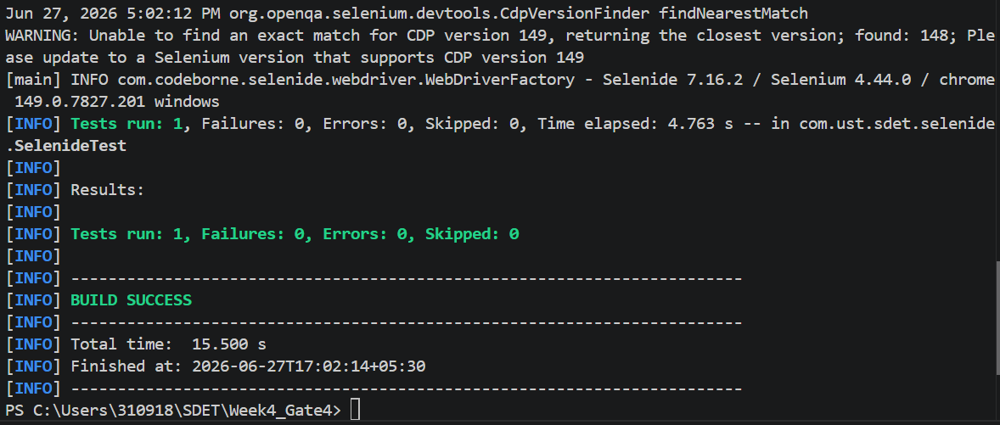 Jun 27, 2026 5:02:12 PM org.openqa.selenium.devtools.CdpVersionFinder findNearestMatch
WARNING: Unable to find an exact match for CDP version 149, returning the closest version; found: 148; Ple
ase update to a Selenium version that supports CDP version 149
[main] INFO com.codeborne.selenide.webdriver.WebDriverFactory - Selenide 7.16.2 / Selenium 4.44.0 / chrome
 149.0.7827.201 windows
[INFO] Tests run: 1, Failures: 0, Errors: 0, Skipped: 0, Time elapsed: 4.763 s -- in com.ust.sdet.selenide
.SelenideTest
[INFO]
[INFO] Results:
[INFO]
[INFO] Tests run: 1, Failures: 0, Errors: 0, Skipped: 0
[INFO]
[INFO] ------------------------------------------------------------------------
[INFO] BUILD SUCCESS
[INFO] ------------------------------------------------------------------------
[INFO] Total time:  15.500 s
[INFO] Finished at: 2026-06-27T17:02:14+05:30
[INFO] ------------------------------------------------------------------------
PS C:\Users\310918\SDET\Week4_Gate4>